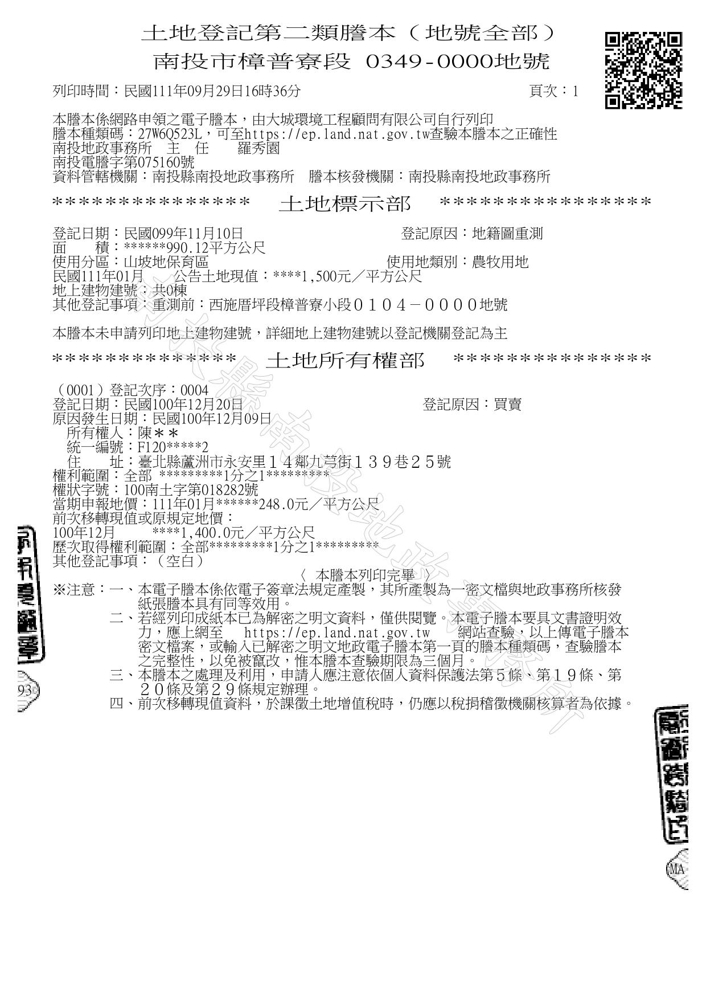 土地登記第二類謄本（地號全部）
南投市樟普寮段 0349-0000地號
列印時間：民國111年09月29日16時36分 頁次：1
本謄本係網路申領之電子謄本，由大城環境工程顧問有限公司自行列印
謄本種類碼：27W6Q523L，可至https://ep.land.nat.gov.tw查驗本謄本之正確性
南投地政事務所 主 任 羅秀園
南投電謄字第075160號
資料管轄機關：南投縣南投地政事務所 謄本核發機關：南投縣南投地政事務所
*************** 土地標示部 ****************
登記日期：民國099年11月10日 登記原因：地籍圖重測
面 積：******990.12平方公尺
使用分區：山坡地保育區 使用地類別：農牧用地
民國111年01月 公告土地現值：****1,500元／平方公尺
地上建物建號：共0棟
其他登記事項：重測前：西施厝坪段樟普寮小段０１０４－００００地號
本謄本未申請列印地上建物建號，詳細地上建物建號以登記機關登記為主
************** 土地所有權部 ***************
（0001）登記次序：0004
登記日期：民國100年12月20日 登記原因：買賣
原因發生日期：民國100年12月09日
所有權人：陳＊＊
統一編號：F120*****2
住 址：臺北縣蘆洲市永安里１４鄰九芎街１３９巷２５號
權利範圍：全部 *********1分之1*********
權狀字號：100南土字第018282號
當期申報地價：111年01月******248.0元／平方公尺
前次移轉現值或原規定地價：
100年12月 ****1,400.0元／平方公尺
歷次取得權利範圍：全部*********1分之1*********
其他登記事項：（空白）
〈 本謄本列印完畢 〉
※注意：一、本電子謄本係依電子簽章法規定產製，其所產製為一密文檔與地政事務所核發
紙張謄本具有同等效用。
二、若經列印成紙本已為解密之明文資料，僅供閱覽。本電子謄本要具文書證明效
力，應上網至 https://ep.land.nat.gov.tw 網站查驗，以上傳電子謄本
密文檔案，或輸入已解密之明文地政電子謄本第一頁的謄本種類碼，查驗謄本
之完整性，以免被竄改，惟本謄本查驗期限為三個月。
三、本謄本之處理及利用，申請人應注意依個人資料保護法第５條、第１９條、第
２０條及第２９條規定辦理。
四、前次移轉現值資料，於課徵土地增值稅時，仍應以稅捐稽徵機關核算者為依據。
南投縣南投地政事務所
93
MA